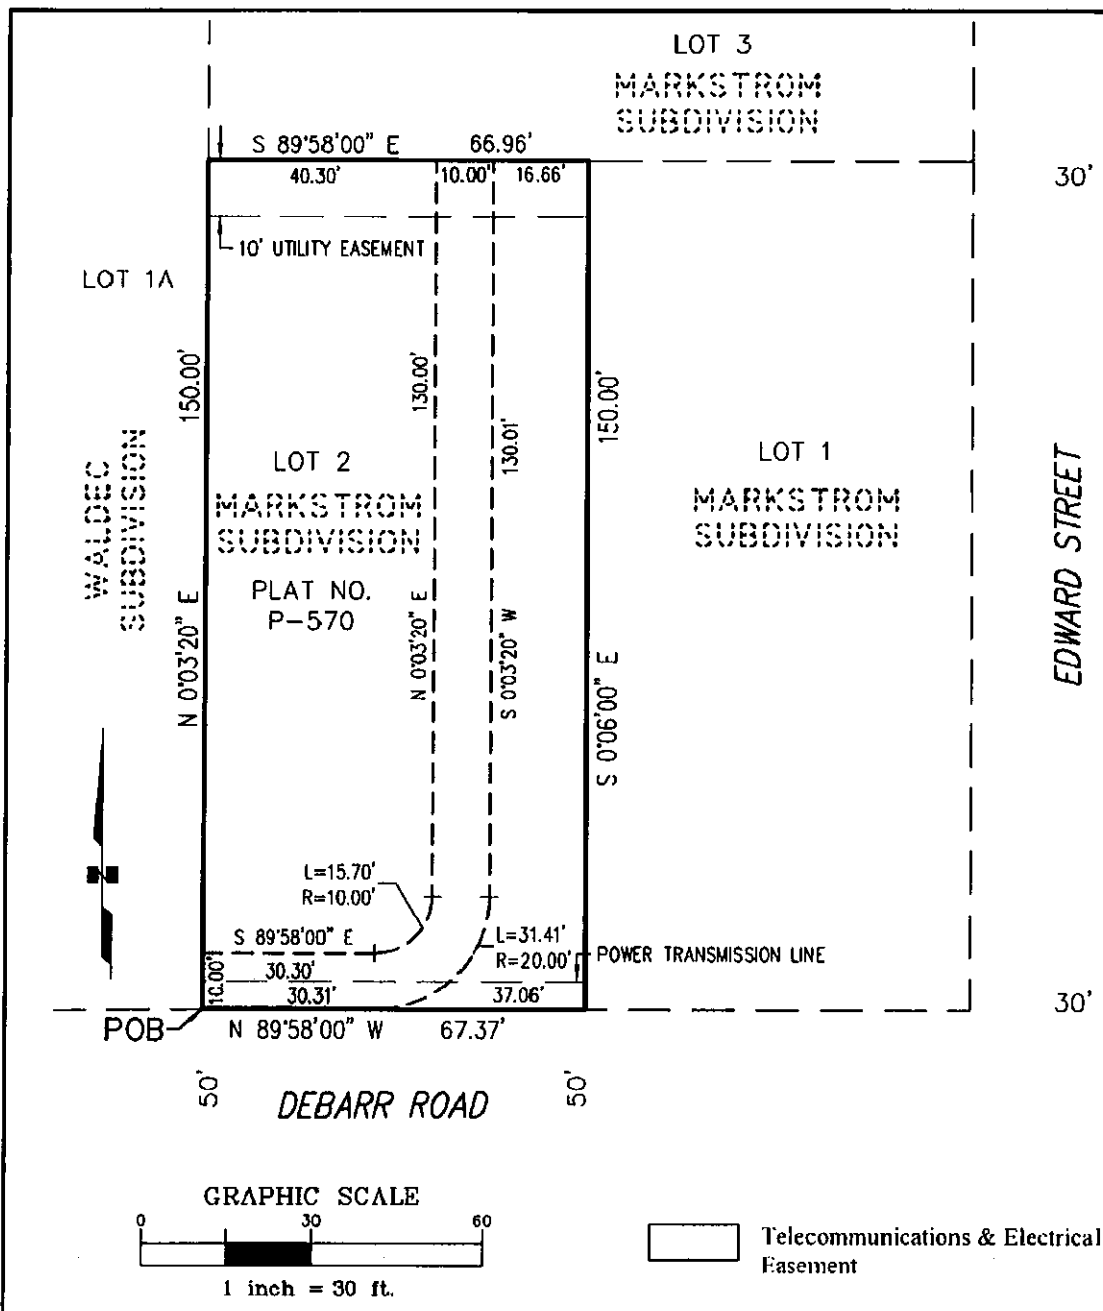 LOT 3
MARKSTROM
SUBDIVISION
S 89°58'00" E 66.96'
40.30' 10.00' 16.66'
30'
10' UTILITY EASEMENT
LOT 1A
150.00'
130.00'
130.01'
150.00'
WALDEC
SUBDIVISION
LOT 2
MARKSTROM
SUBDIVISION
PLAT NO.
P-570
LOT 1
MARKSTROM
SUBDIVISION
EDWARD STREET
N 0°03'20" E
N 0°03'20" E
S 0°03'20" W
S 0°06'00" E
L=15.70'
R=10.00'
S 89°58'00" E
L=31.41'
R=20.00'
POWER TRANSMISSION LINE
10.00'
30.30'
30.31'
37.06'
30'
POB
N 89°58'00" W 67.37'
50'
DEBARR ROAD
50'
GRAPHIC SCALE
0 30 60
1 inch = 30 ft.
Telecommunications & Electrical
Easement